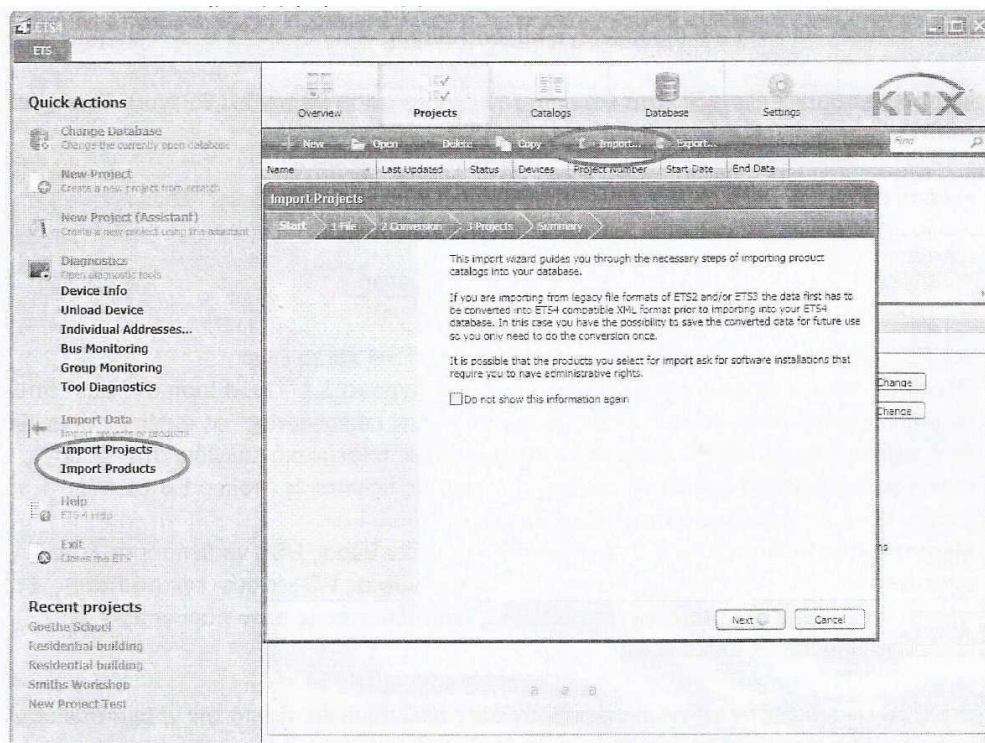 ETS4
ETS
Quick Actions
Change Database
Change the currently open database
New Project
Create a new project from scratch
New Project (Assistant)
Create a new project using the assistant
Diagnostics
Open diagnostic tools
Device Info
Unload Device
Individual Addresses...
Bus Monitoring
Group Monitoring
Tool Diagnostics
Import Data
Import projects or products
Import Projects
Import Products
Help
ETS4 Help
Exit
Closes the ETS
Recent projects
Goethe School
Residential building
Residential building
Smiths Workshop
New Project Test
Overview
Projects
Catalogs
Database
Settings
KNX
New Open Delete Copy Import... Export...
Find
Name Last Updated Status Devices Project Number Start Date End Date
Import Projects
Start 1 File 2 Conversion 3 Projects Summary
This import wizard guides you through the necessary steps of importing product
catalogs into your database.
If you are importing from legacy file formats of ETS2 and/or ETS3 the data first has to
be converted into ETS4 compatible XML format prior to importing into your ETS4
database. In this case you have the possibility to save the converted data for future use
so you only need to do the conversion once.
It is possible that the products you select for import ask for software installations that
require you to have administrative rights.
Do not show this information again
Change
Change
Next
Cancel